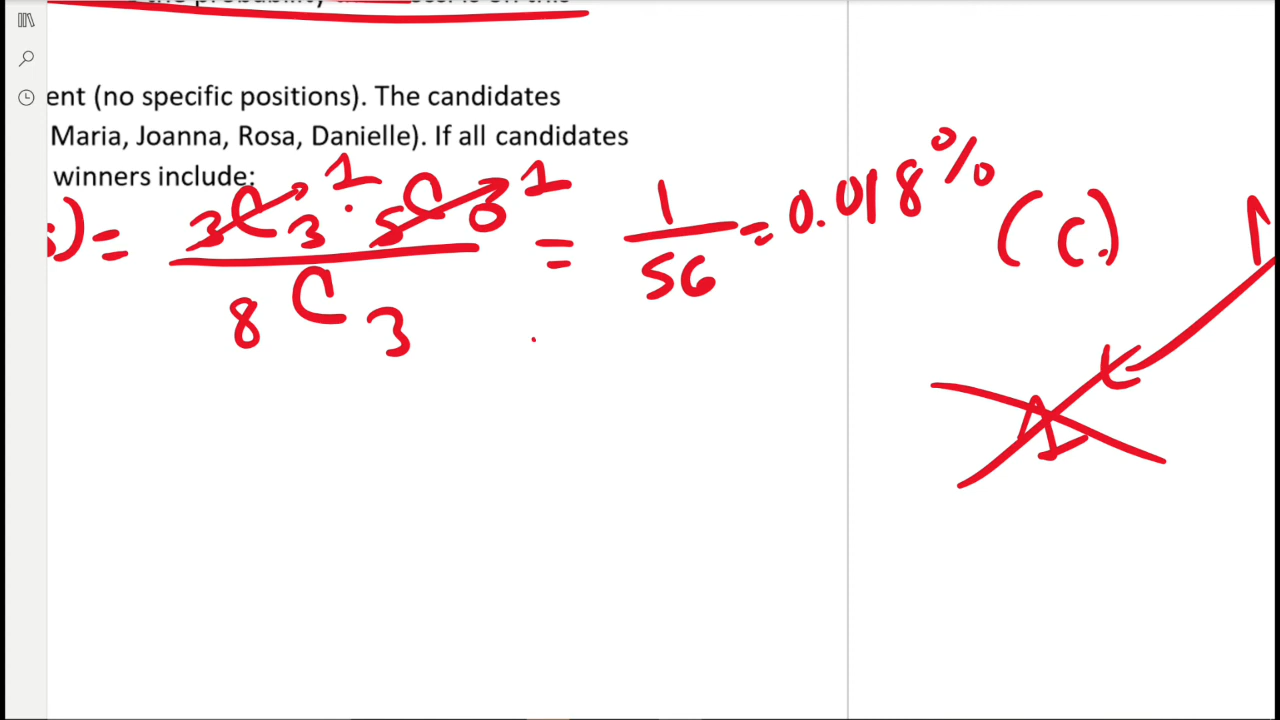 ent (no specific positions). The candidates
Maria, Joanna, Rosa, Danielle). If all candidates
winners include:
) = 3C3 1 · 5C0 1 / 8C3 = 1/56 = 0.018% (c.)